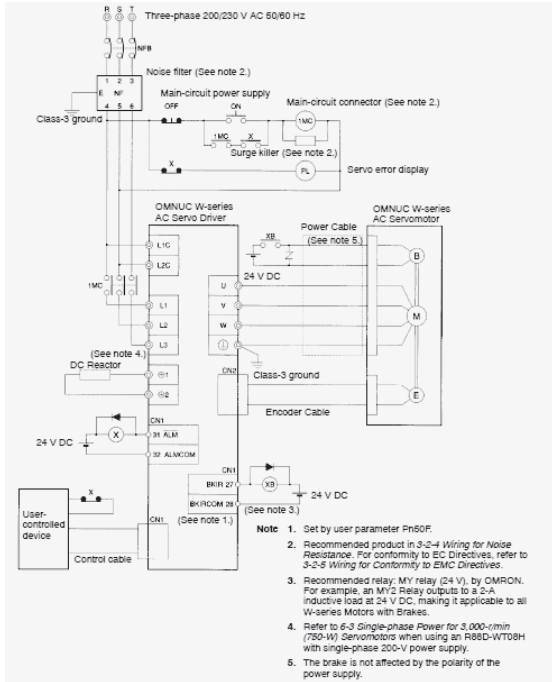 R S T
Three-phase 200/230 V AC 50/60 Hz
NFB
1 2 3
Noise filter (See note 2.)
E NF
4 5 6
Main-circuit power supply
OFF
ON
Main-circuit connector (See note 2.)
Class-3 ground
1MC
1MC
X
Surge killer (See note 2.)
X
PL
Servo error display
OMNUC W-series
AC Servo Driver
OMNUC W-series
AC Servomotor
Power Cable
XB
(See note 5.)
L1C
L2C
B
24 V DC
1MC
U
L1
V
L2
W
M
L3
(See note 4.)
DC Reactor
CN2
Class-3 ground
⊕1
⊕2
E
Encoder Cable
CN1
X
31 ALM
24 V DC
32 ALMCOM
CN1
BKIR 27
XB
24 V DC
BKIRCOM 28
(See note 3.)
(See note 1.)
X
User-
controlled
device
CN1
Control cable
Note 1. Set by user parameter Pn50F.
2. Recommended product in 3-2-4 Wiring for Noise
Resistance. For conformity to EC Directives, refer to
3-2-5 Wiring for Conformity to EMC Directives.
3. Recommended relay: MY relay (24 V), by OMRON.
For example, an MY2 Relay outputs to a 2-A
inductive load at 24 V DC, making it applicable to all
W-series Motors with Brakes.
4. Refer to 6-3 Single-phase Power for 3,000-r/min
(750-W) Servomotors when using an R88D-WT08H
with single-phase 200-V power supply.
5. The brake is not affected by the polarity of the
power supply.